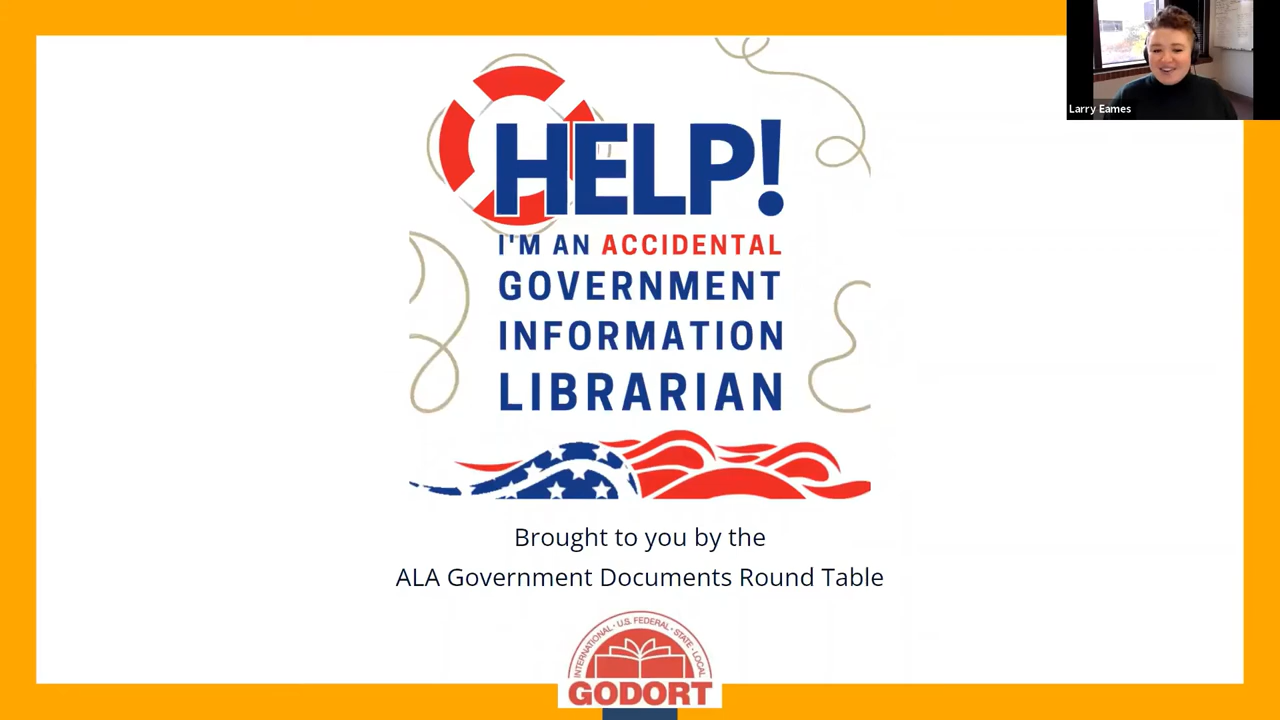 HELP!
I'M AN ACCIDENTAL
GOVERNMENT
INFORMATION
LIBRARIAN
Brought to you by the
ALA Government Documents Round Table
INTERNATIONAL · U.S. FEDERAL · STATE · LOCAL
GODORT
Larry Eames